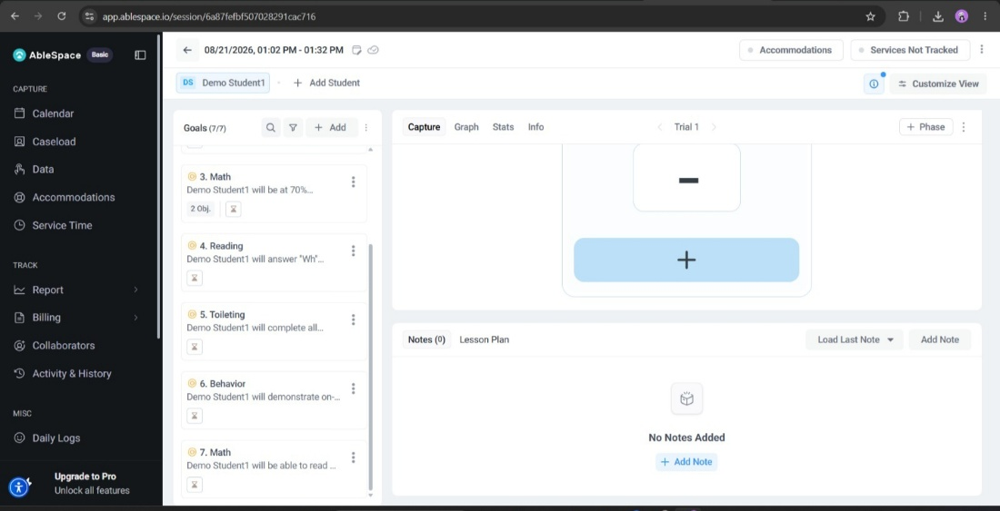 app.ablespace.io/session/6a87fefbf507028291cac716
AbleSpace Basic
CAPTURE
Calendar
Caseload
Data
Accommodations
Service Time
TRACK
Report
Billing
Collaborators
Activity & History
MISC
Daily Logs
Upgrade to Pro
Unlock all features
08/21/2026, 01:02 PM - 01:32 PM
Accommodations
Services Not Tracked
DS Demo Student1
+ Add Student
Customize View
Goals (7/7)
+ Add
3. Math
Demo Student1 will be at 70%...
2 Obj.
4. Reading
Demo Student1 will answer "Wh"...
5. Toileting
Demo Student1 will complete all...
6. Behavior
Demo Student1 will demonstrate on-...
7. Math
Demo Student1 will be able to read ...
Capture Graph Stats Info
Trial 1
+ Phase
−
+
Notes (0) Lesson Plan
Load Last Note
Add Note
No Notes Added
+ Add Note